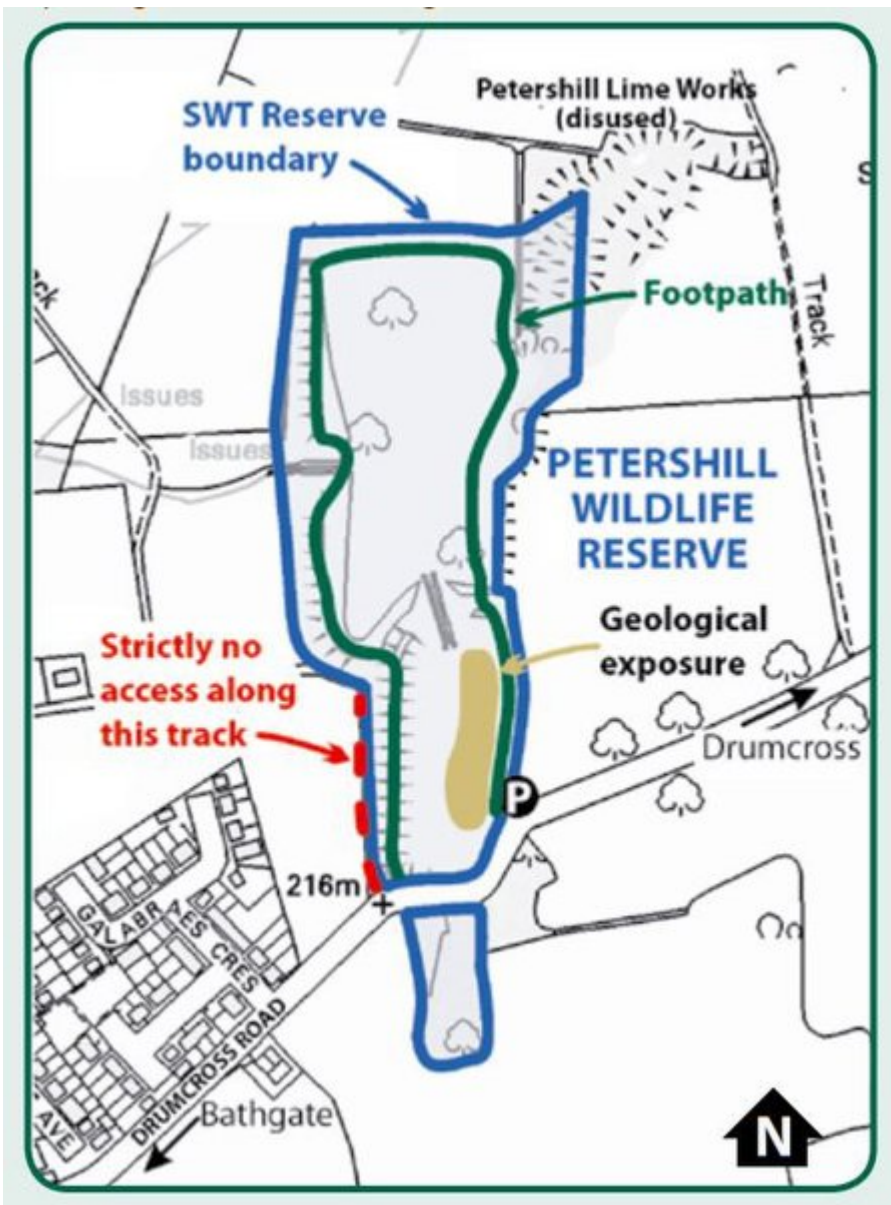 Petershill Lime Works
(disused)
SWT Reserve
boundary
Footpath
Track
ck
S
Issues
Issues
PETERSHILL
WILDLIFE
RESERVE
Geological
exposure
Strictly no
access along
this track
Drumcross
P
216m
GALABRAES CRES
DRUMCROSS ROAD
AVE
Bathgate
N